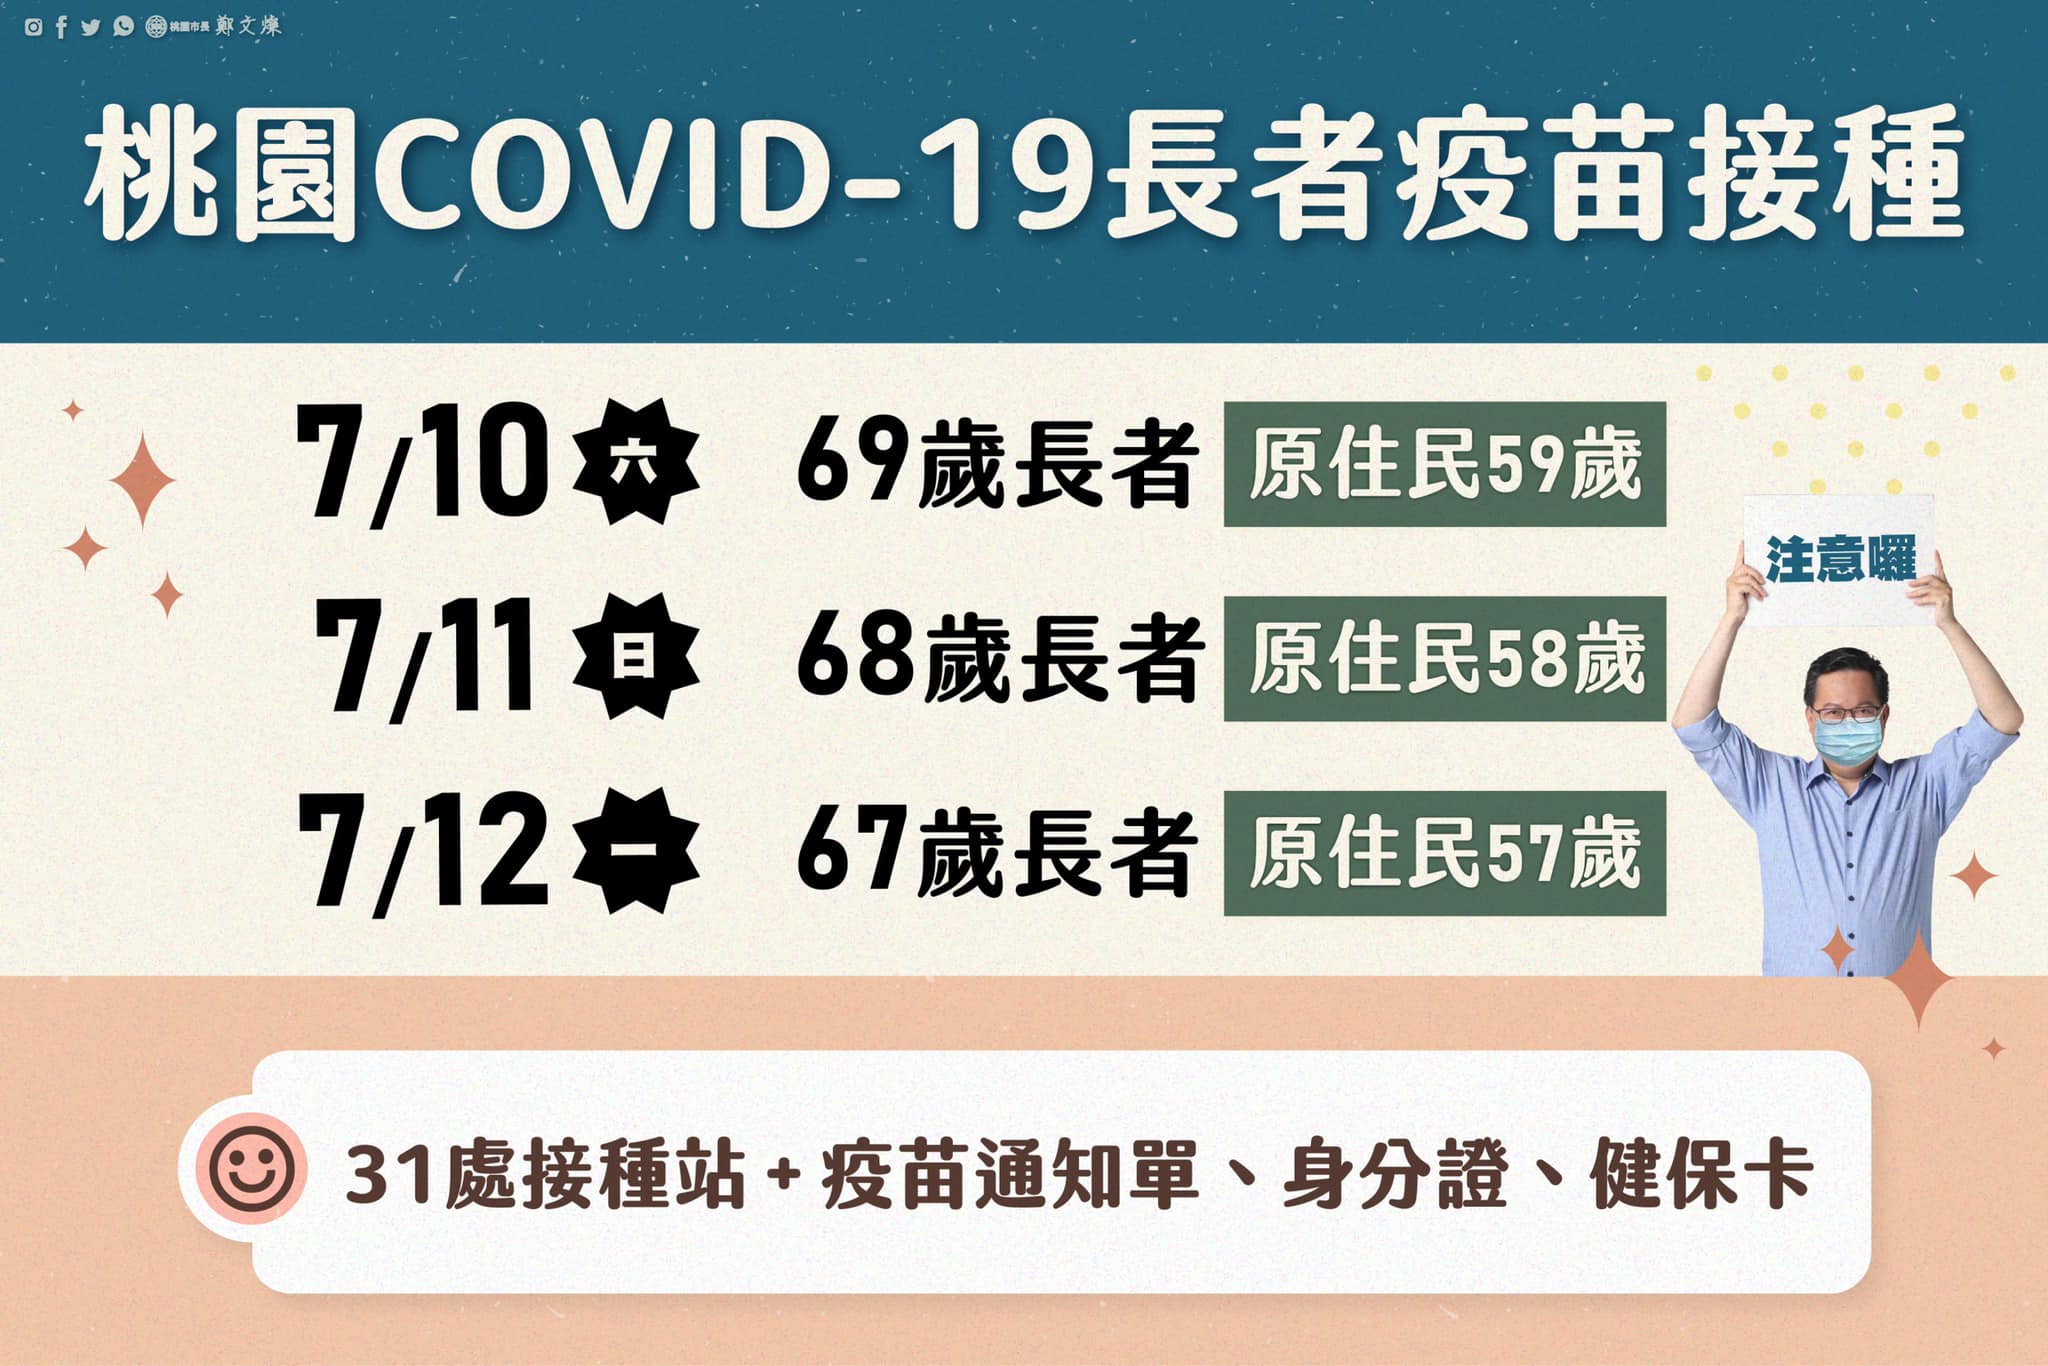 桃園市長 鄭文燦
桃園COVID-19長者疫苗接種
7/10 六 69歲長者 原住民59歲
7/11 日 68歲長者 原住民58歲
7/12 一 67歲長者 原住民57歲
注意囉
31處接種站+疫苗通知單、身分證、健保卡